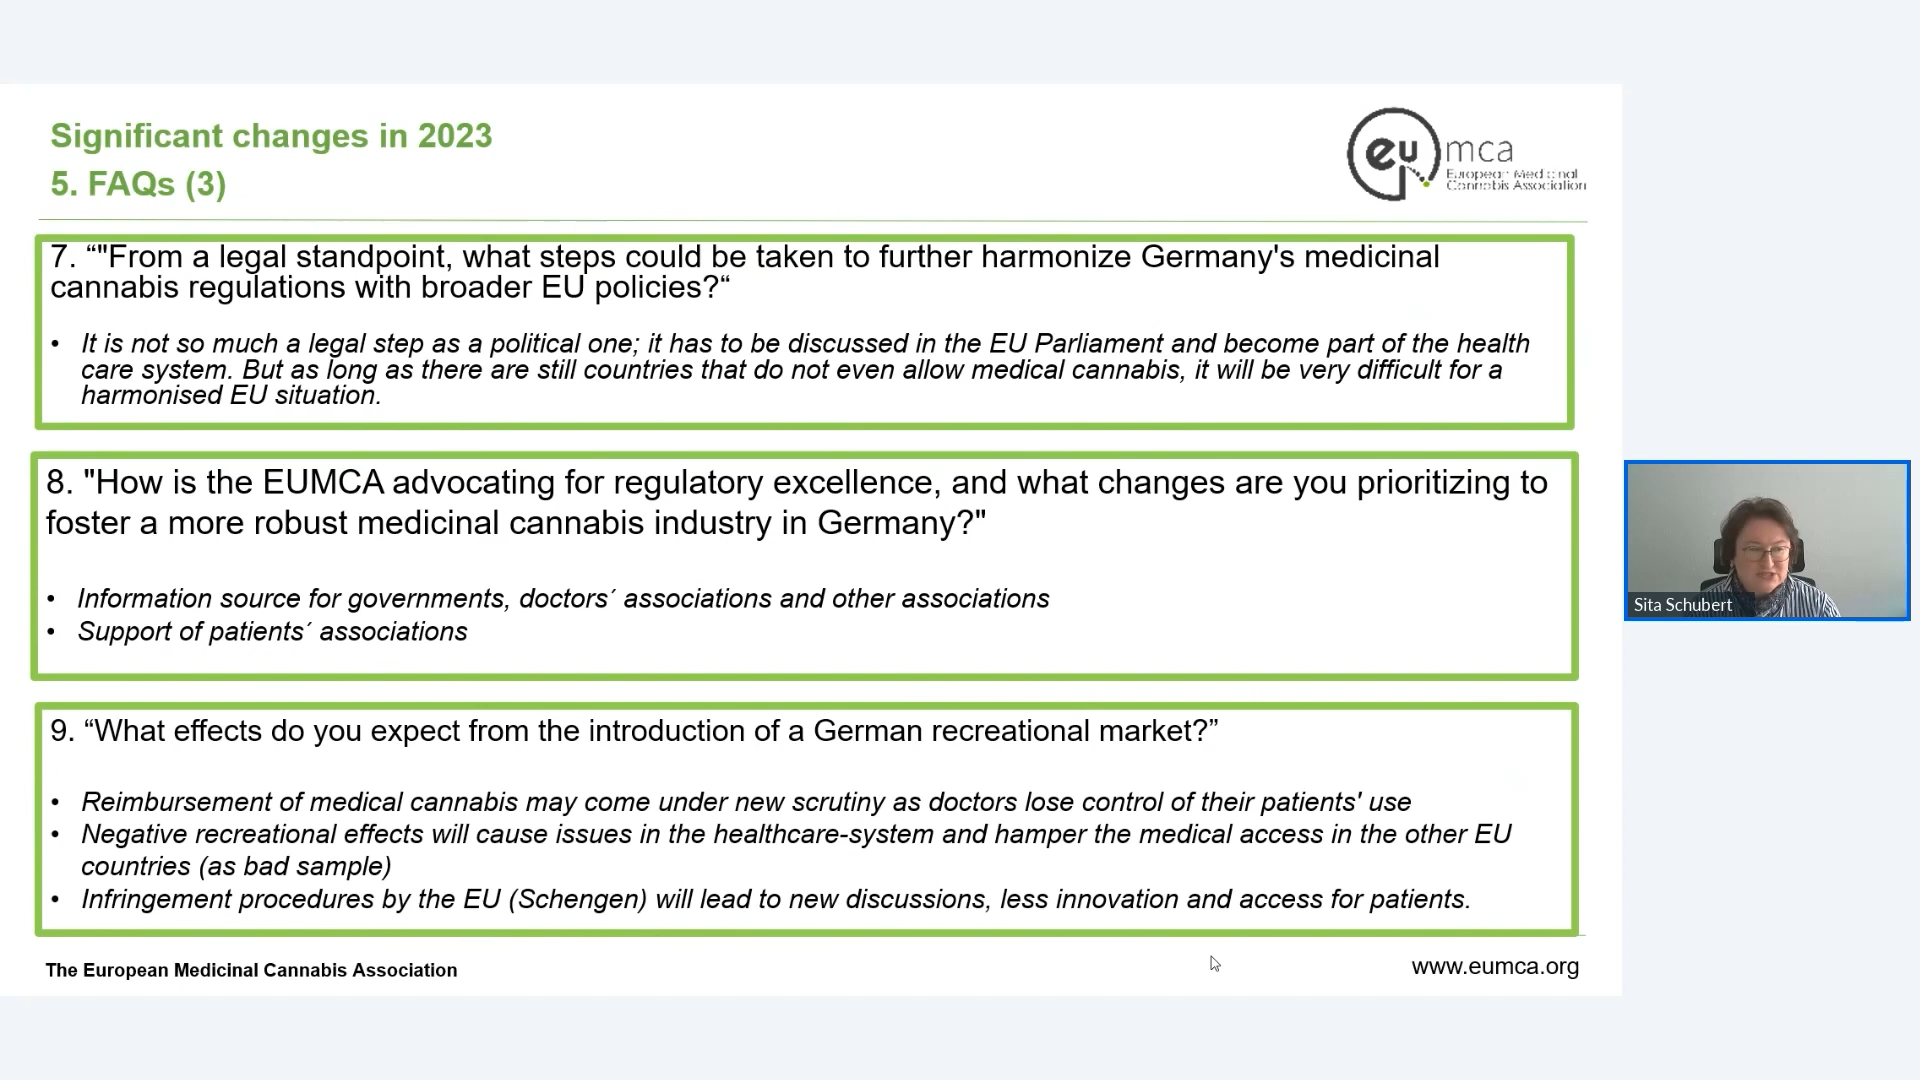 Significant changes in 2023
5. FAQs (3)
eu mca
European Medicinal
Cannabis Association
7. “"From a legal standpoint, what steps could be taken to further harmonize Germany's medicinal
cannabis regulations with broader EU policies?“
• It is not so much a legal step as a political one; it has to be discussed in the EU Parliament and become part of the health
care system. But as long as there are still countries that do not even allow medical cannabis, it will be very difficult for a
harmonised EU situation.
8. "How is the EUMCA advocating for regulatory excellence, and what changes are you prioritizing to
foster a more robust medicinal cannabis industry in Germany?"
• Information source for governments, doctors´ associations and other associations
• Support of patients´ associations
Sita Schubert
9. “What effects do you expect from the introduction of a German recreational market?”
• Reimbursement of medical cannabis may come under new scrutiny as doctors lose control of their patients' use
• Negative recreational effects will cause issues in the healthcare-system and hamper the medical access in the other EU
countries (as bad sample)
• Infringement procedures by the EU (Schengen) will lead to new discussions, less innovation and access for patients.
The European Medicinal Cannabis Association
www.eumca.org